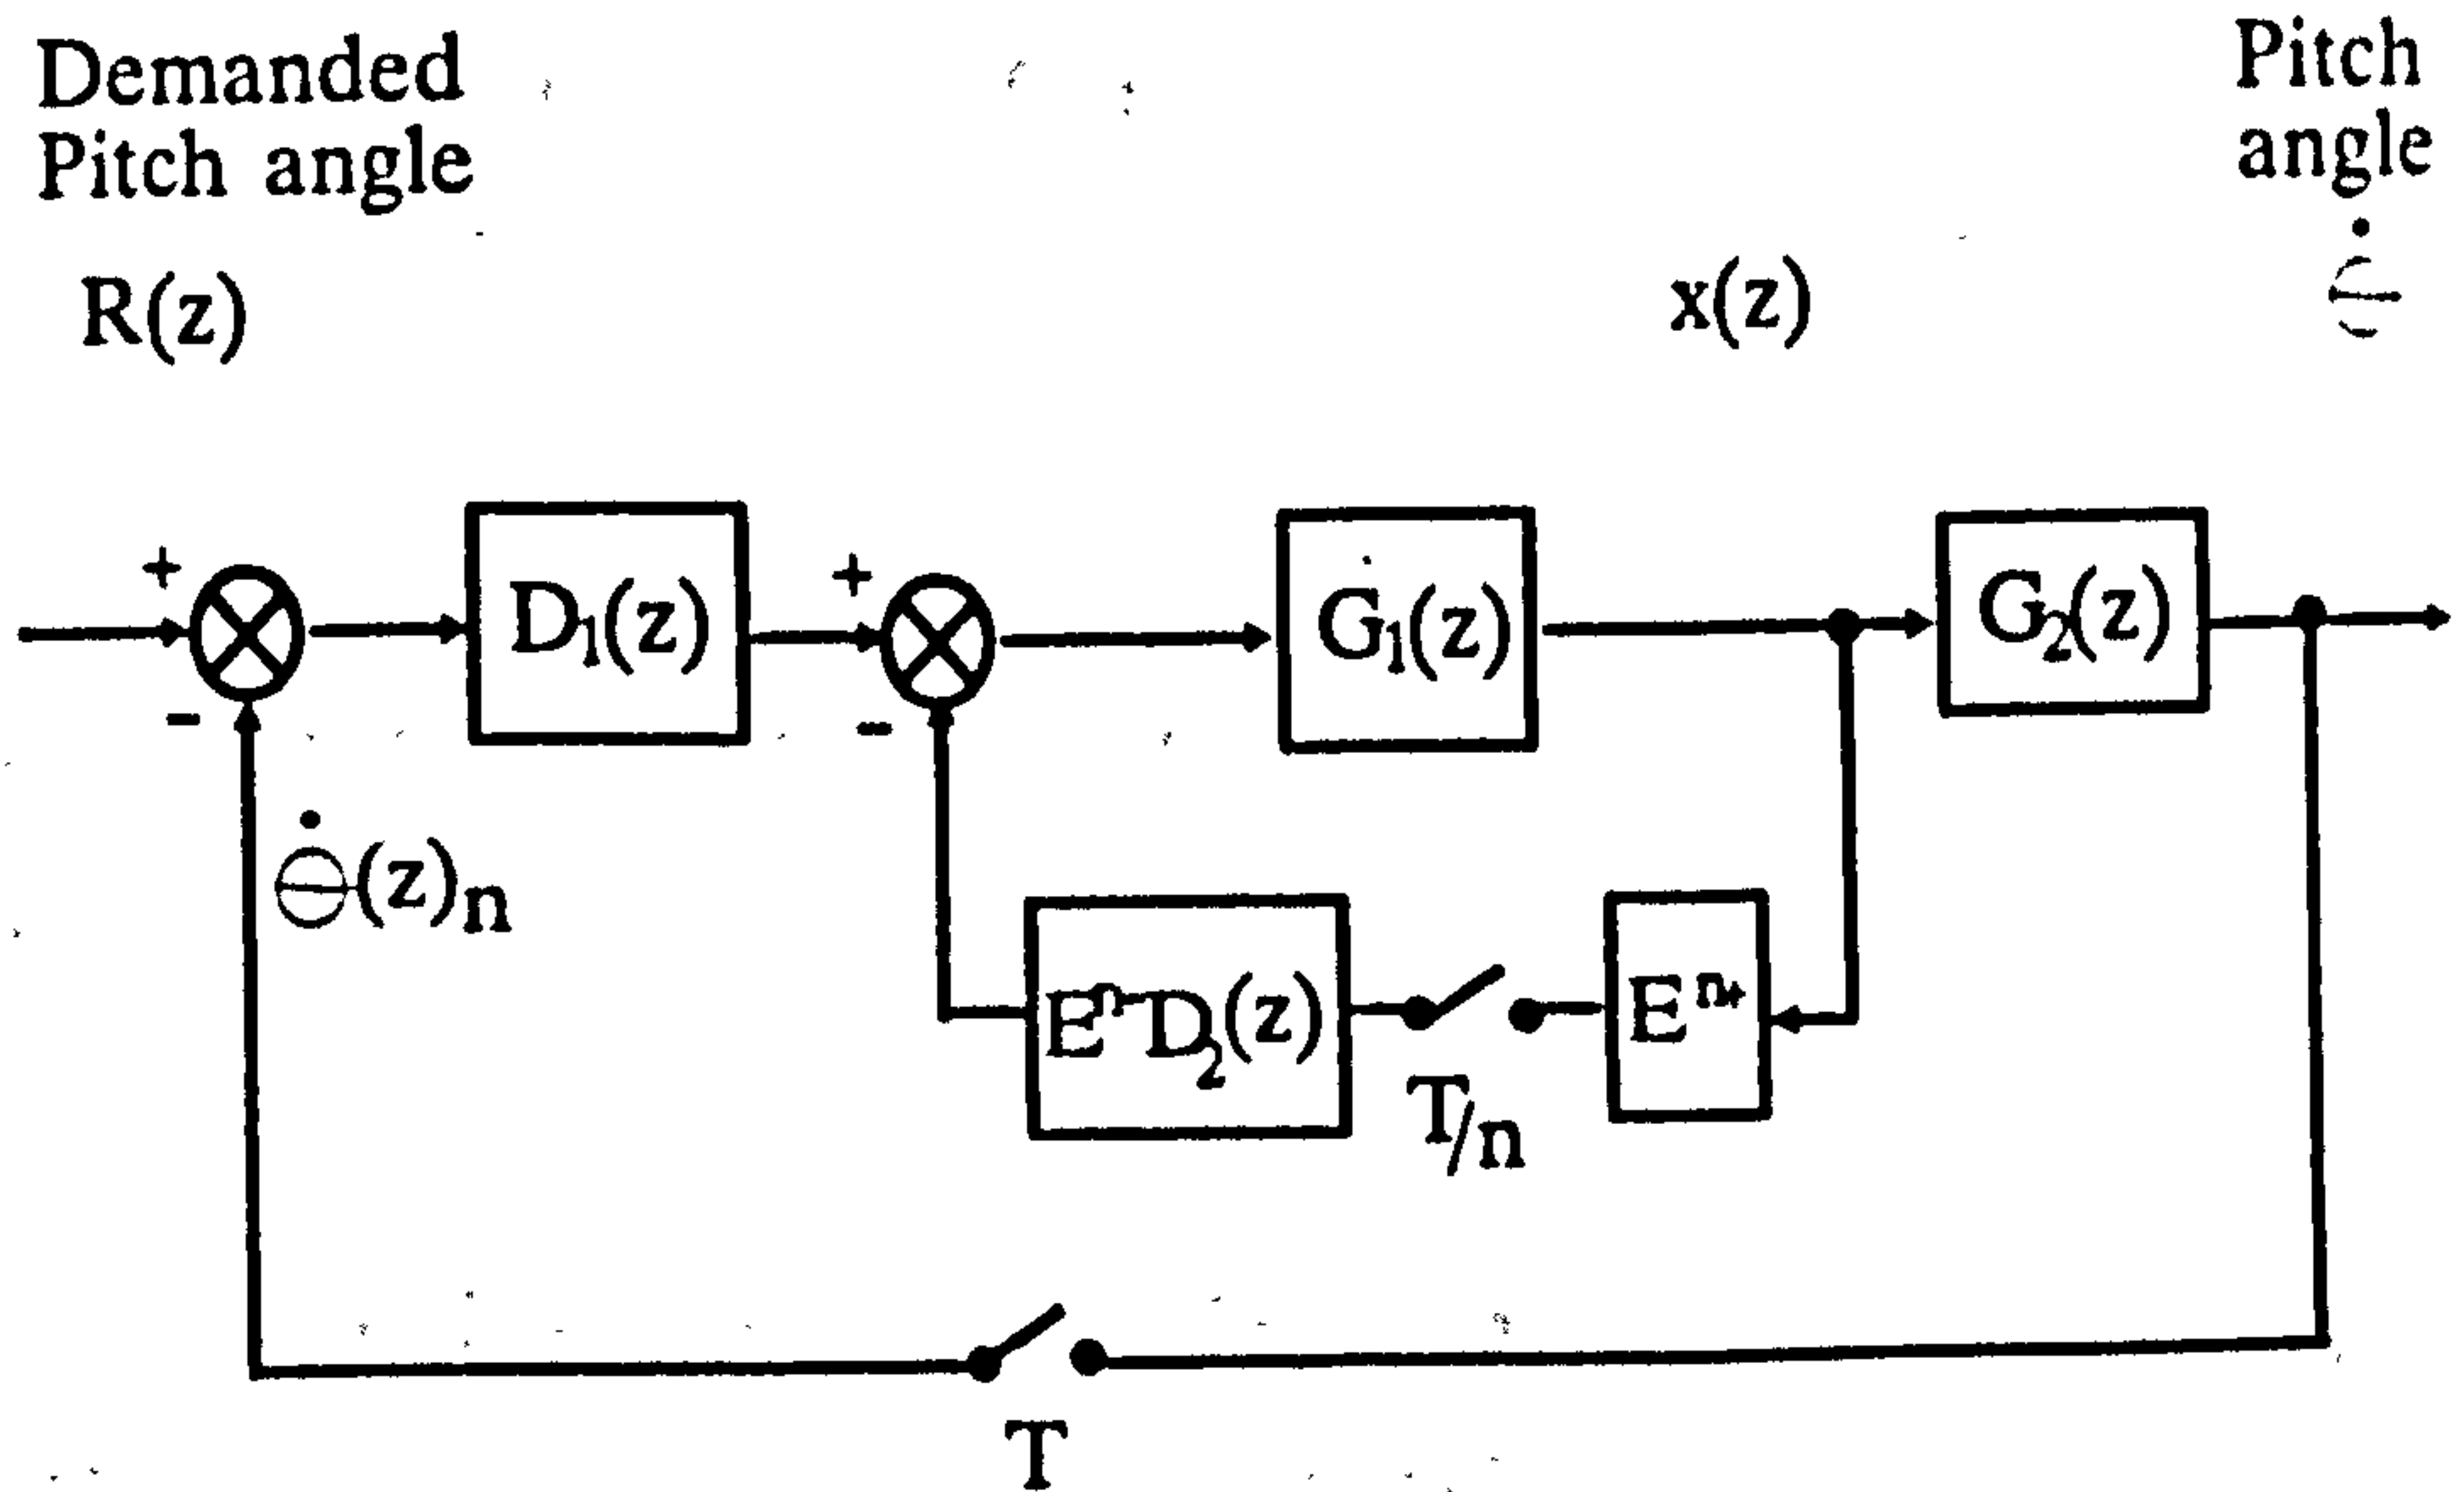 Demanded
Pitch angle
R(z)
x(z)
Pitch
angle
θ̇
+
-
D₁(z)
+
-
G₁(z)
G₂(z)
θ̇(z)n
D₂(z)
T/n
T